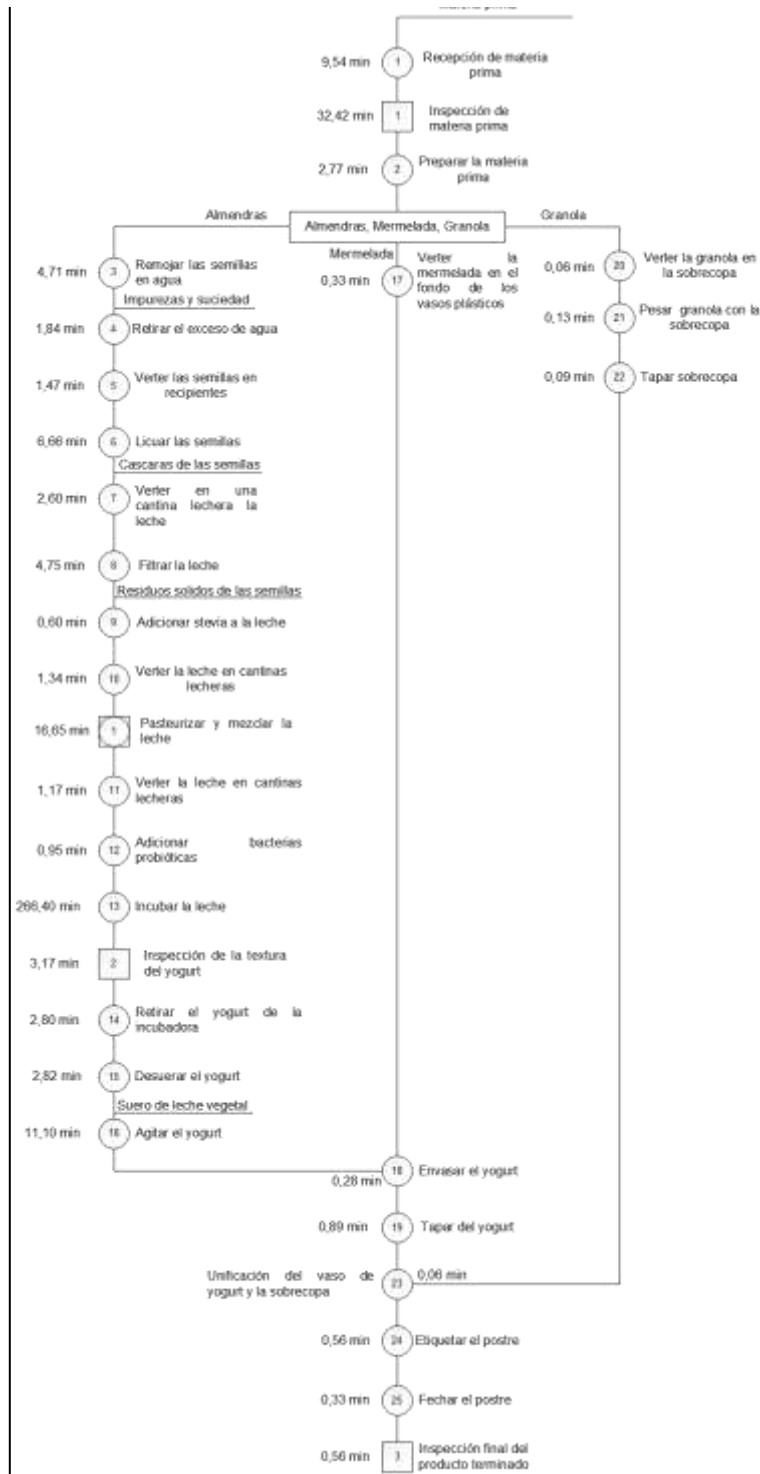 Materia prima
9,54 min 1 Recepción de materia
prima
32,42 min 1 Inspección de
materia prima
2,77 min 2 Preparar la materia
prima
Almendras
Almendras, Mermelada, Granola
Granola
4,71 min 3 Remojar las semillas
en agua
Impurezas y suciedad
1,84 min 4 Retirar el exceso de agua
1,47 min 5 Verter las semillas en
recipientes
6,66 min 6 Licuar las semillas
Cascaras de las semillas
2,60 min 7 Verter en una
cantina lechera la
leche
4,75 min 8 Filtrar la leche
Residuos solidos de las semillas
0,60 min 9 Adicionar stevia a la leche
1,34 min 10 Verter la leche en cantinas
lecheras
16,65 min 1 Pasteurizar y mezclar la
leche
1,17 min 11 Verter la leche en cantinas
lecheras
0,95 min 12 Adicionar bacterias
probióticas
266,40 min 13 Incubar la leche
3,17 min 2 Inspección de la textura
del yogurt
2,80 min 14 Retirar el yogurt de la
incubadora
2,82 min 15 Desuerar el yogurt
Suero de leche vegetal
11,10 min 16 Agitar el yogurt
Mermelada
0,33 min 17 Verter la
mermelada en el
fondo de los
vasos plásticos
0,06 min 20 Verter la granola en
la sobrecopa
0,13 min 21 Pesar granola con la
sobrecopa
0,09 min 22 Tapar sobrecopa
0,28 min 18 Envasar el yogurt
0,89 min 19 Tapar del yogurt
Unificación del vaso de
yogurt y la sobrecopa
23 0,06 min
0,56 min 24 Etiquetar el postre
0,33 min 25 Fechar el postre
0,56 min 3 Inspección final del
producto terminado